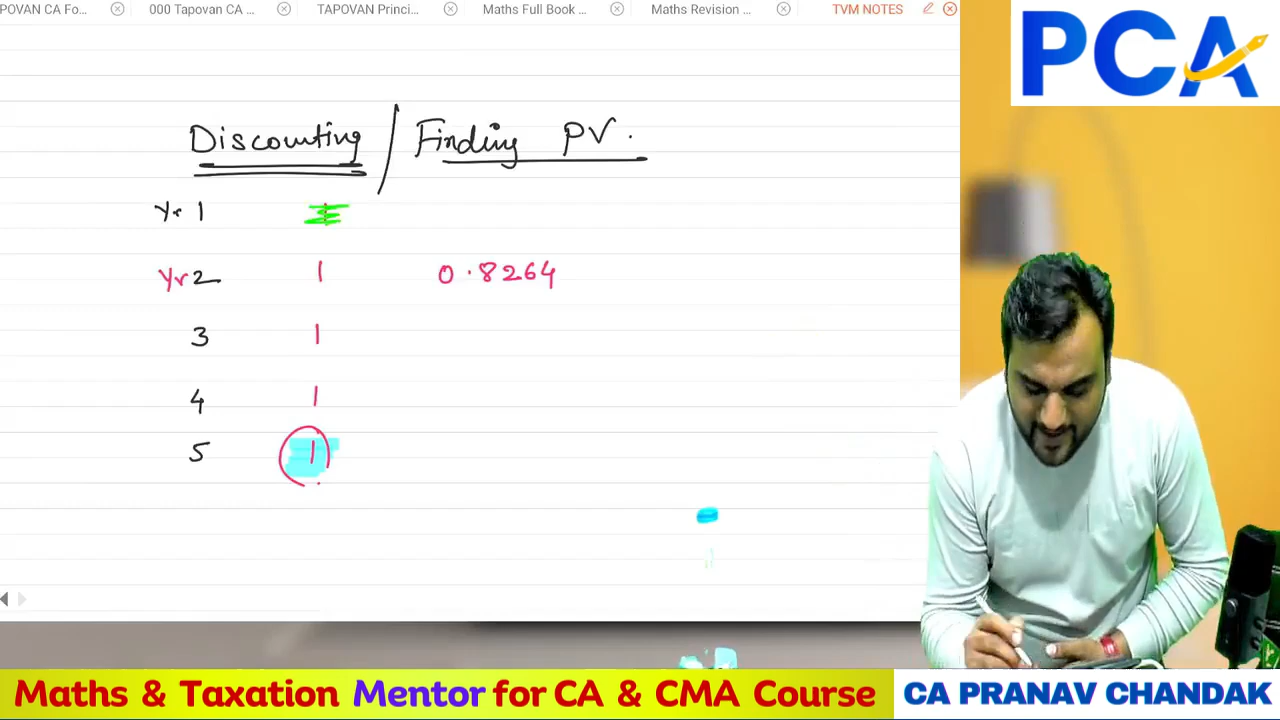 POVAN CA Fo...
000 Tapovan CA ...
TAPOVAN Princi...
Maths Full Book ...
Maths Revision ...
TVM NOTES
PCA
Discounting / Finding PV.
Yr 1 1
Yr 2 1 0.8264
3 1
4 1
5 1
Maths & Taxation Mentor for CA & CMA Course
CA PRANAV CHANDAK